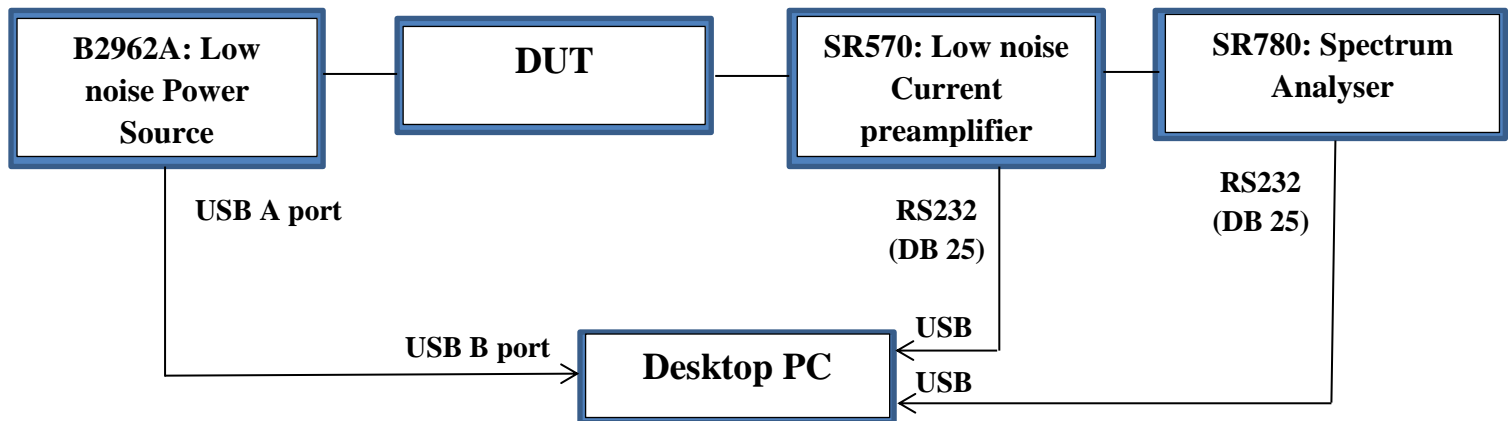 B2962A: Low
noise Power
Source
DUT
SR570: Low noise
Current
preamplifier
SR780: Spectrum
Analyser
USB A port
RS232
(DB 25)
RS232
(DB 25)
USB B port
USB
USB
Desktop PC